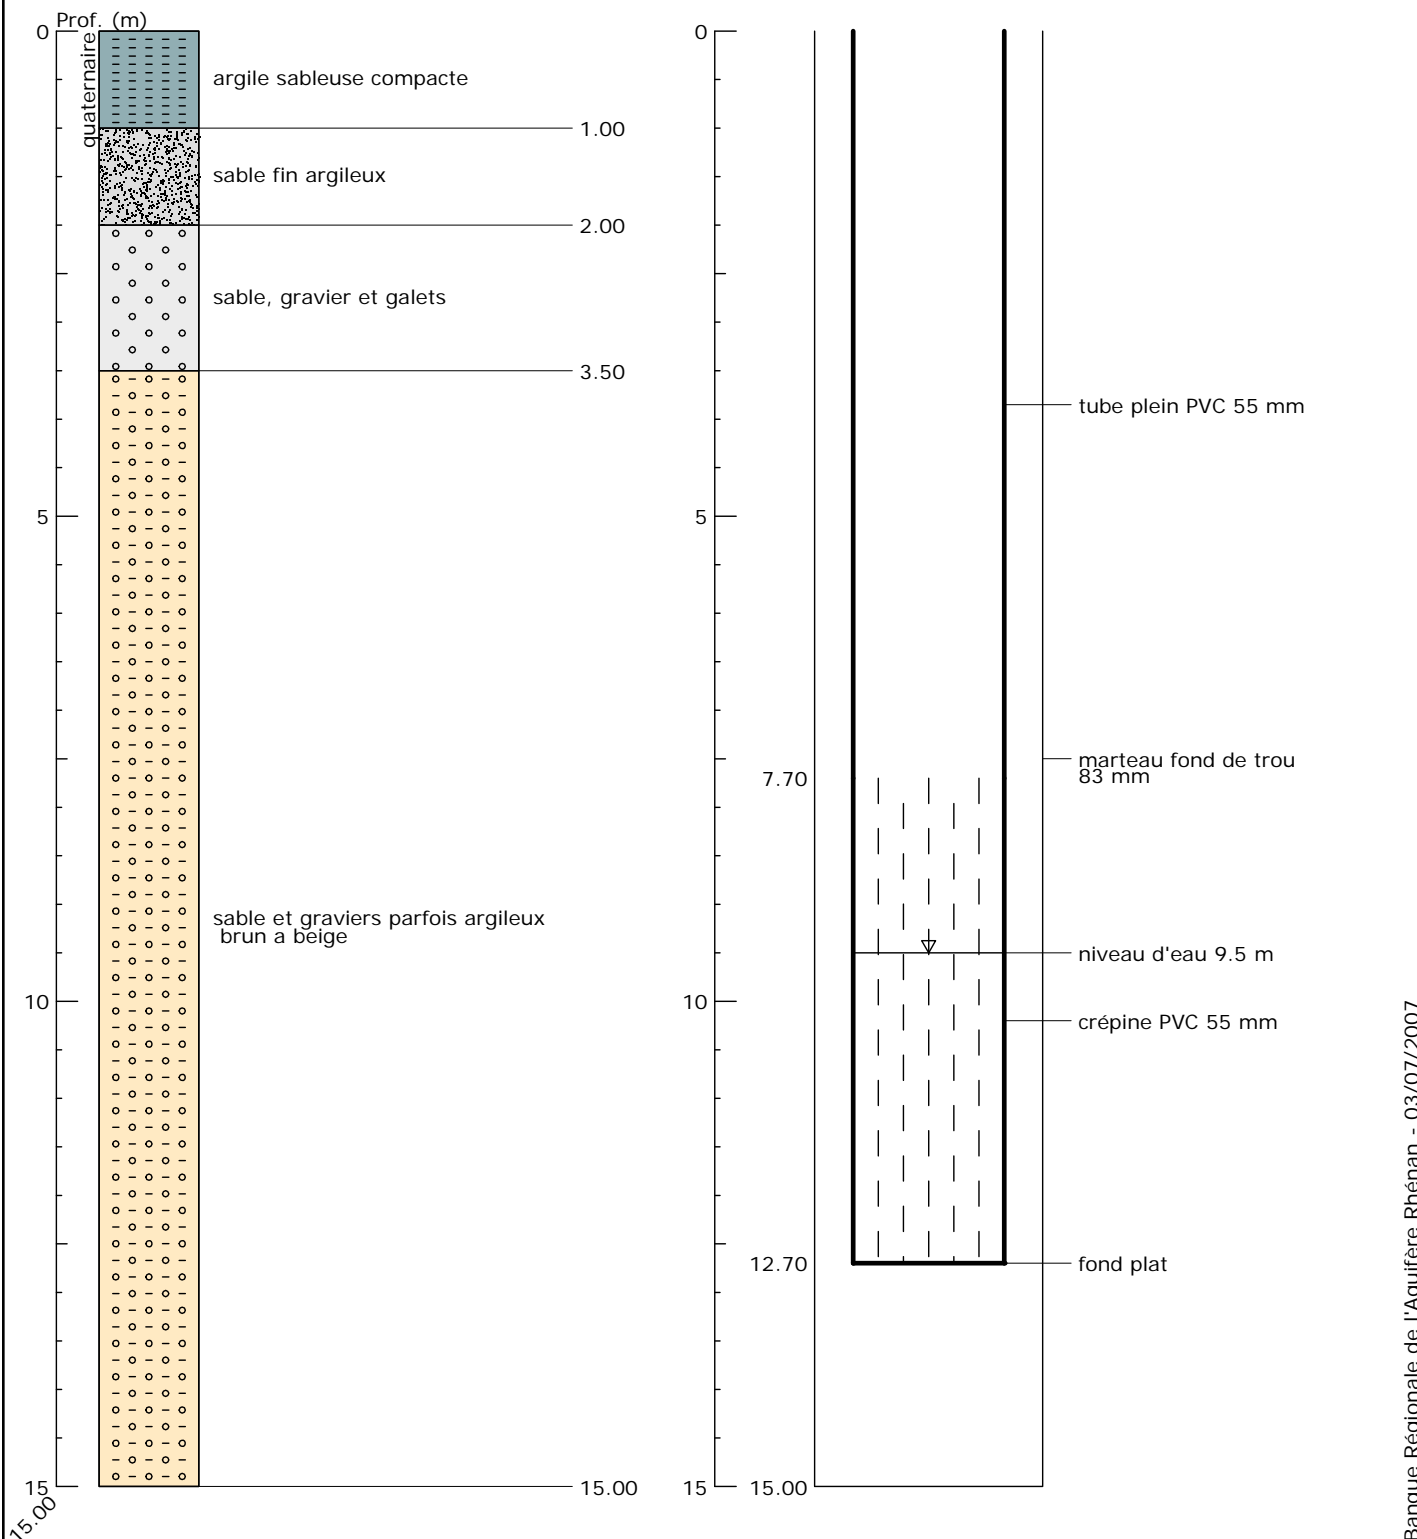 Prof. (m)
0
quaternaire
argile sableuse compacte
1.00
sable fin argileux
2.00
sable, gravier et galets
3.50
5
sable et graviers parfois argileux
brun a beige
10
15
15.00
15.00
0
tube plein PVC 55 mm
5
marteau fond de trou
83 mm
7.70
niveau d'eau 9.5 m
10
crépine PVC 55 mm
12.70
fond plat
15
15.00
Banque Régionale de l'Aquifère Rhénan - 03/07/2007